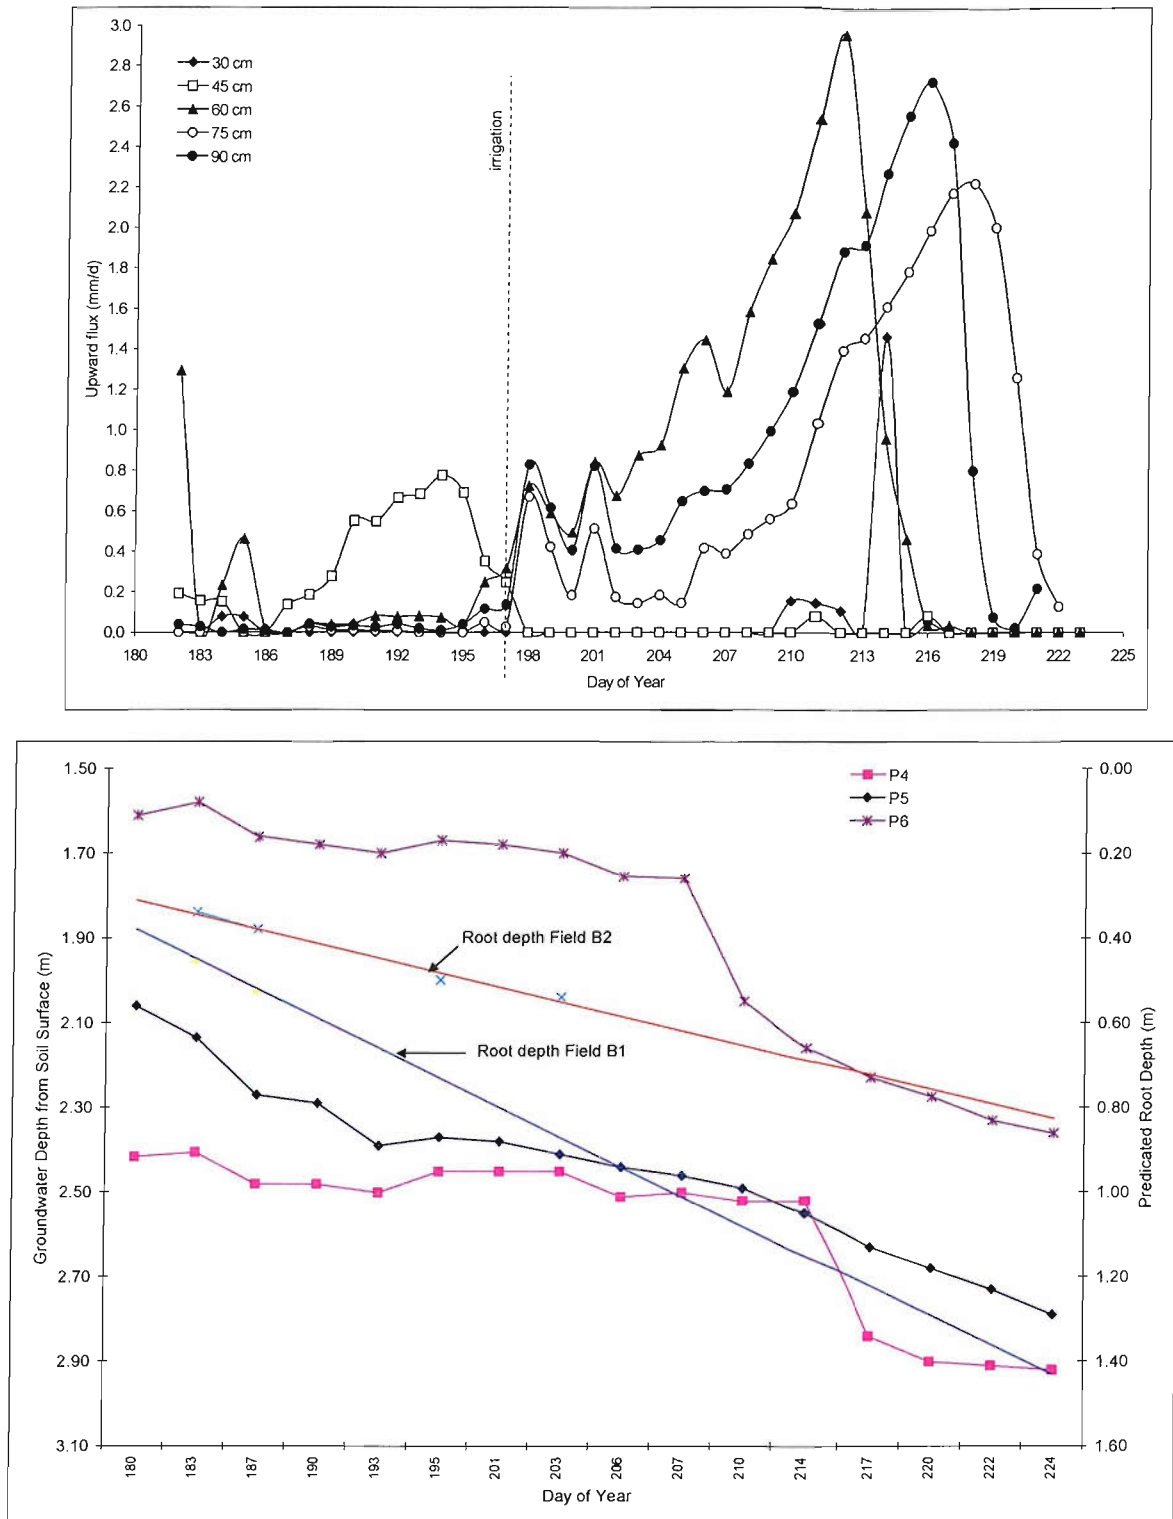 3.0
2.8
2.6
2.4
2.2
2.0
1.8
1.6
1.4
1.2
1.0
0.8
0.6
0.4
0.2
0.0
Upward flux (mm/d)
30 cm
45 cm
60 cm
75 cm
90 cm
irrigation
180 183 186 189 192 195 198 201 204 207 210 213 216 219 222 225
Day of Year
1.50
1.70
1.90
2.10
2.30
2.50
2.70
2.90
3.10
Groundwater Depth from Soil Surface (m)
P4
P5
P6
Root depth Field B2
Root depth Field B1
0.00
0.20
0.40
0.60
0.80
1.00
1.20
1.40
1.60
Predicated Root Depth (m)
180 183 187 190 193 195 201 203 206 207 210 214 217 220 222 224
Day of Year